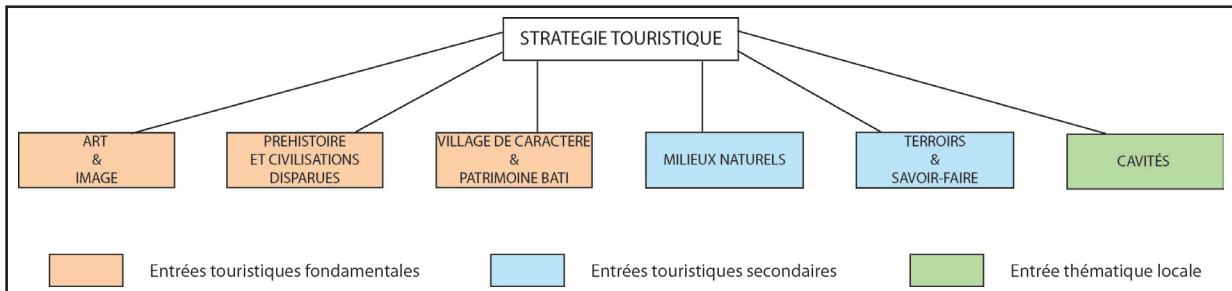 STRATEGIE TOURISTIQUE
ART
&
IMAGE
PREHISTOIRE
ET CIVILISATIONS
DISPARUES
VILLAGE DE CARACTERE
&
PATRIMOINE BATI
MILIEUX NATURELS
TERROIRS
&
SAVOIR-FAIRE
CAVITÉS
Entrées touristiques fondamentales
Entrées touristiques secondaires
Entrée thématique locale